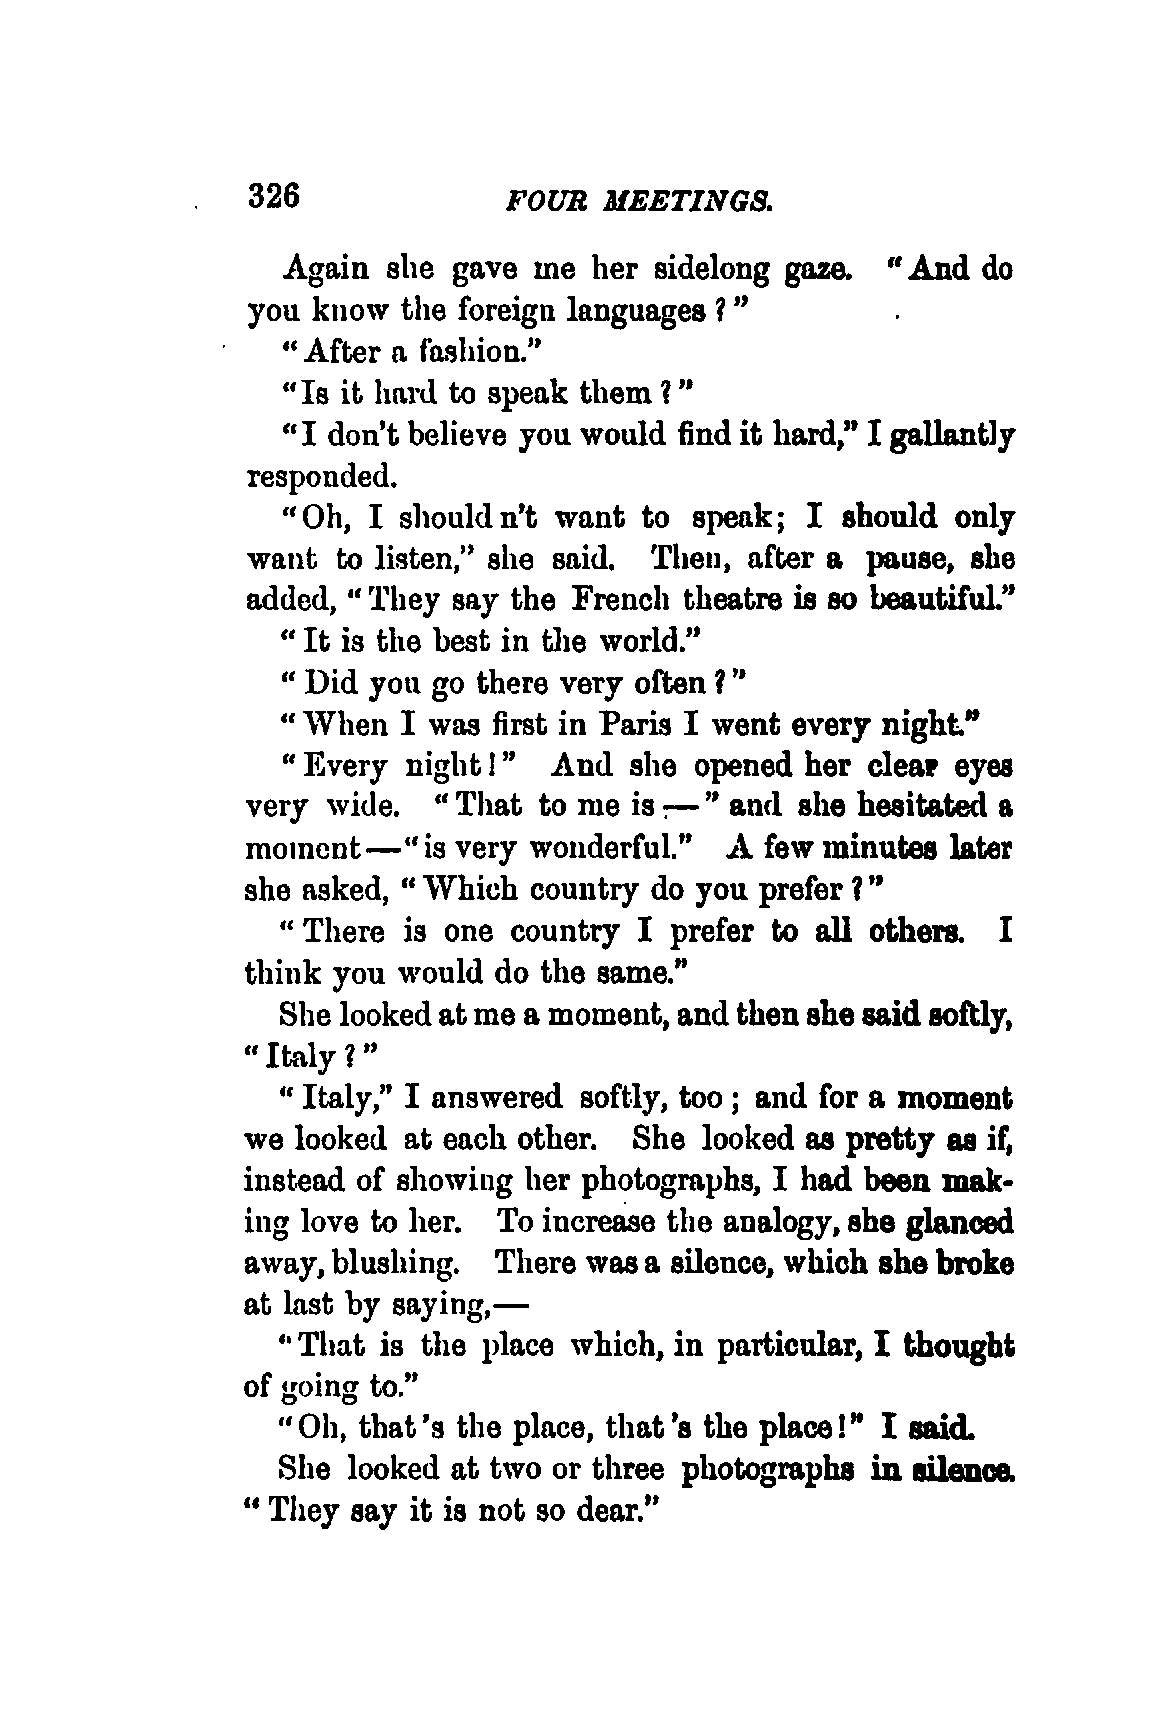 326 FOUR MEETINGS.
Again she gave me her sidelong gaze. "And do
you know the foreign languages?"
"After a fashion."
"Is it hard to speak them?"
"I don't believe you would find it hard," I gallantly
responded.
"Oh, I shouldn't want to speak; I should only
want to listen," she said. Then, after a pause, she
added, "They say the French theatre is so beautiful."
"It is the best in the world."
"Did you go there very often?"
"When I was first in Paris I went every night."
"Every night!" And she opened her clear eyes
very wide. "That to me is—" and she hesitated a
moment—"is very wonderful." A few minutes later
she asked, "Which country do you prefer?"
"There is one country I prefer to all others. I
think you would do the same."
She looked at me a moment, and then she said softly,
"Italy?"
"Italy," I answered softly, too; and for a moment
we looked at each other. She looked as pretty as if,
instead of showing her photographs, I had been mak-
ing love to her. To increase the analogy, she glanced
away, blushing. There was a silence, which she broke
at last by saying,—
"That is the place which, in particular, I thought
of going to."
"Oh, that's the place, that's the place!" I said.
She looked at two or three photographs in silence.
"They say it is not so dear."